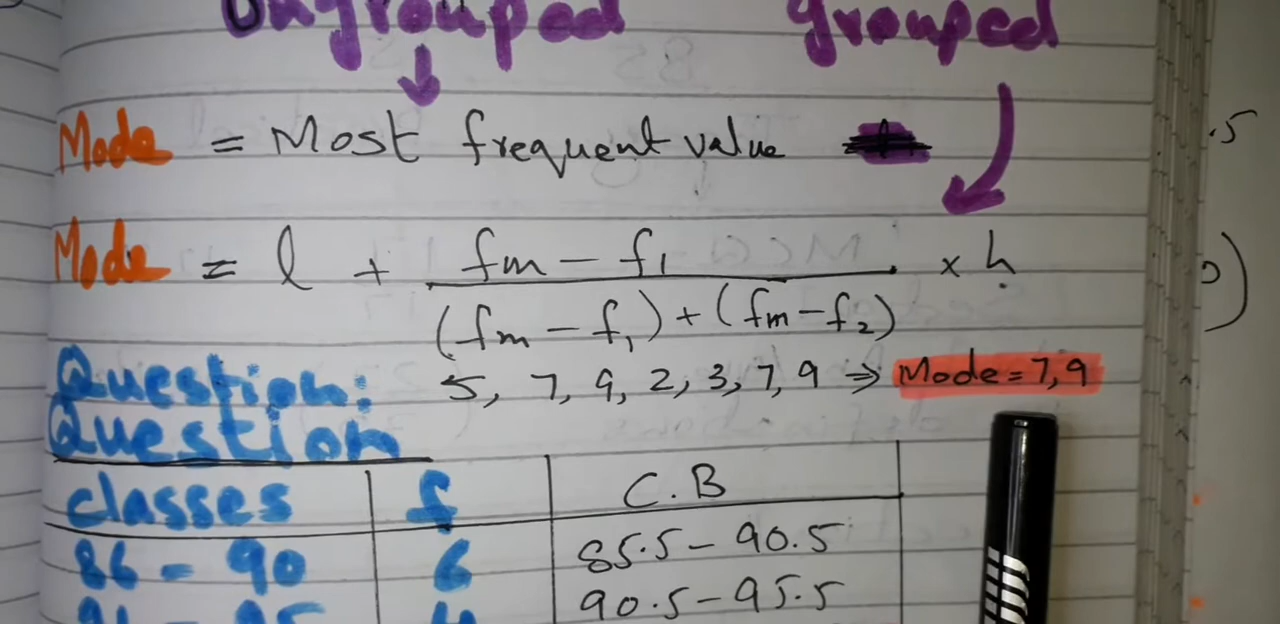 Ungrouped grouped
Mode = Most frequent value
Mode = l + fm - f1 / (fm - f1) + (fm - f2) × h
Question: 5, 7, 9, 2, 3, 7, 9 ⇒ Mode = 7, 9
Question
classes f C.B
86 - 90 6 85.5 - 90.5
90.5 - 95.5